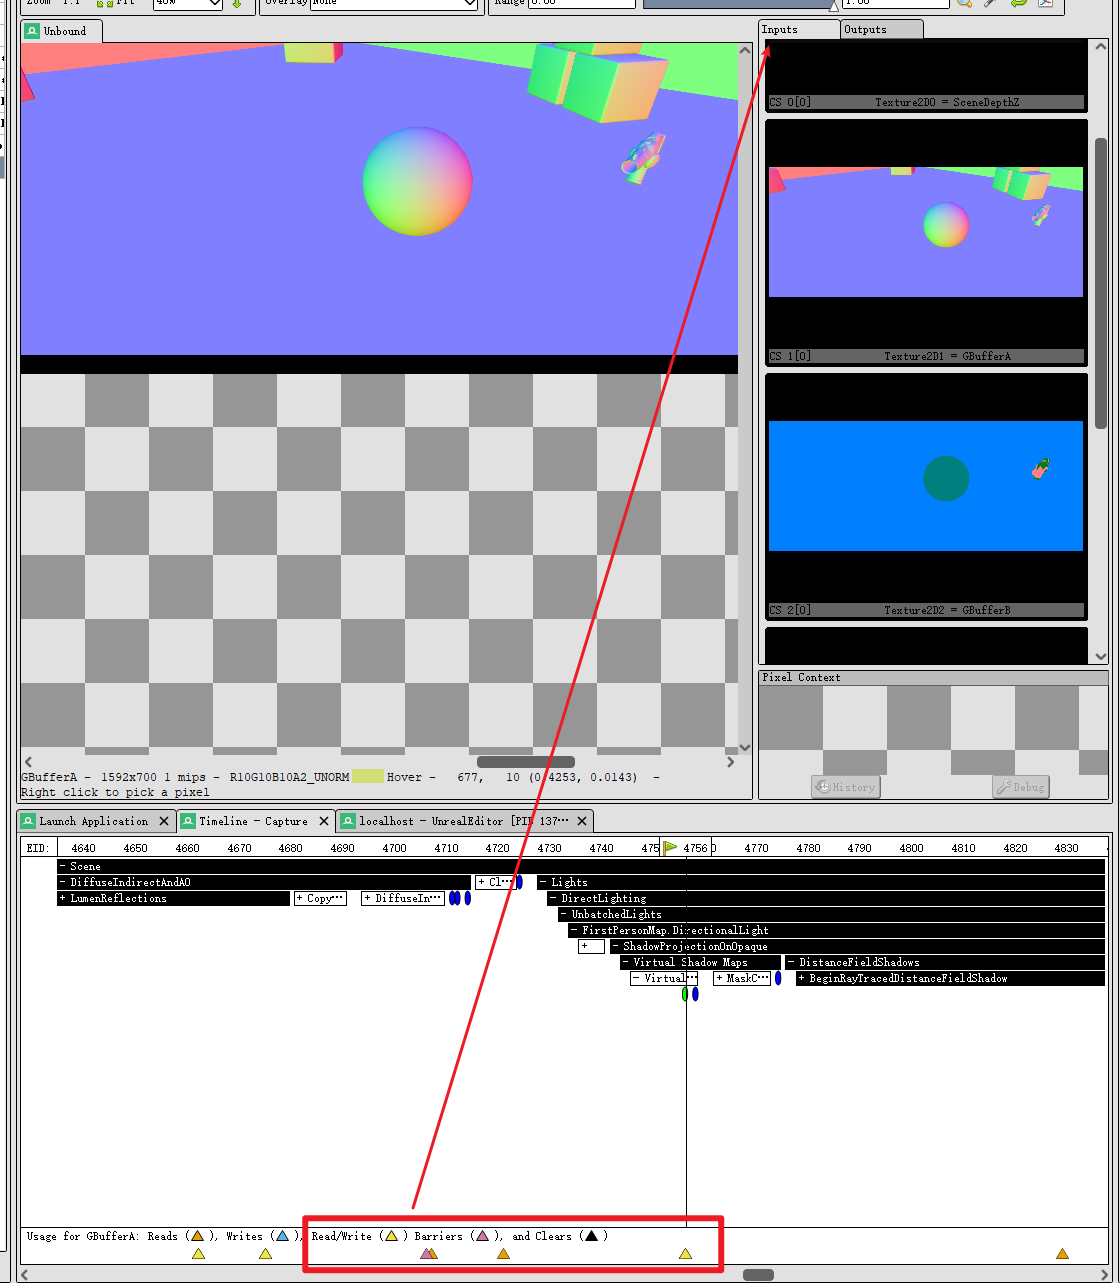 Zoom 1:1 Fit 40% Overlay None Range 0.00 1.00
Unbound
Inputs
Outputs
CS 0[0] Texture2D0 = SceneDepthZ
CS 1[0] Texture2D1 = GBufferA
CS 2[0] Texture2D2 = GBufferB
Pixel Context
History
Debug
GBufferA - 1592x700 1 mips - R10G10B10A2_UNORM Hover - 677, 10 (0.4253, 0.0143) -
Right click to pick a pixel
Launch Application
Timeline - Capture
localhost - UnrealEditor [PID 137···
EID: 4640 4650 4660 4670 4680 4690 4700 4710 4720 4730 4740 475 4756 4770 4780 4790 4800 4810 4820 4830
- Scene
- DiffuseIndirectAndAO
+ Cl···
- Lights
+ LumenReflections
+ Copy···
+ DiffuseIn···
- DirectLighting
- UnbatchedLights
- FirstPersonMap.DirectionalLight
+
- ShadowProjectionOnOpaque
- Virtual Shadow Maps
- DistanceFieldShadows
- Virtual···
+ MaskC···
+ BeginRayTracedDistanceFieldShadow
Usage for GBufferA: Reads ( ), Writes ( ), Read/Write ( ) Barriers ( ), and Clears ( )